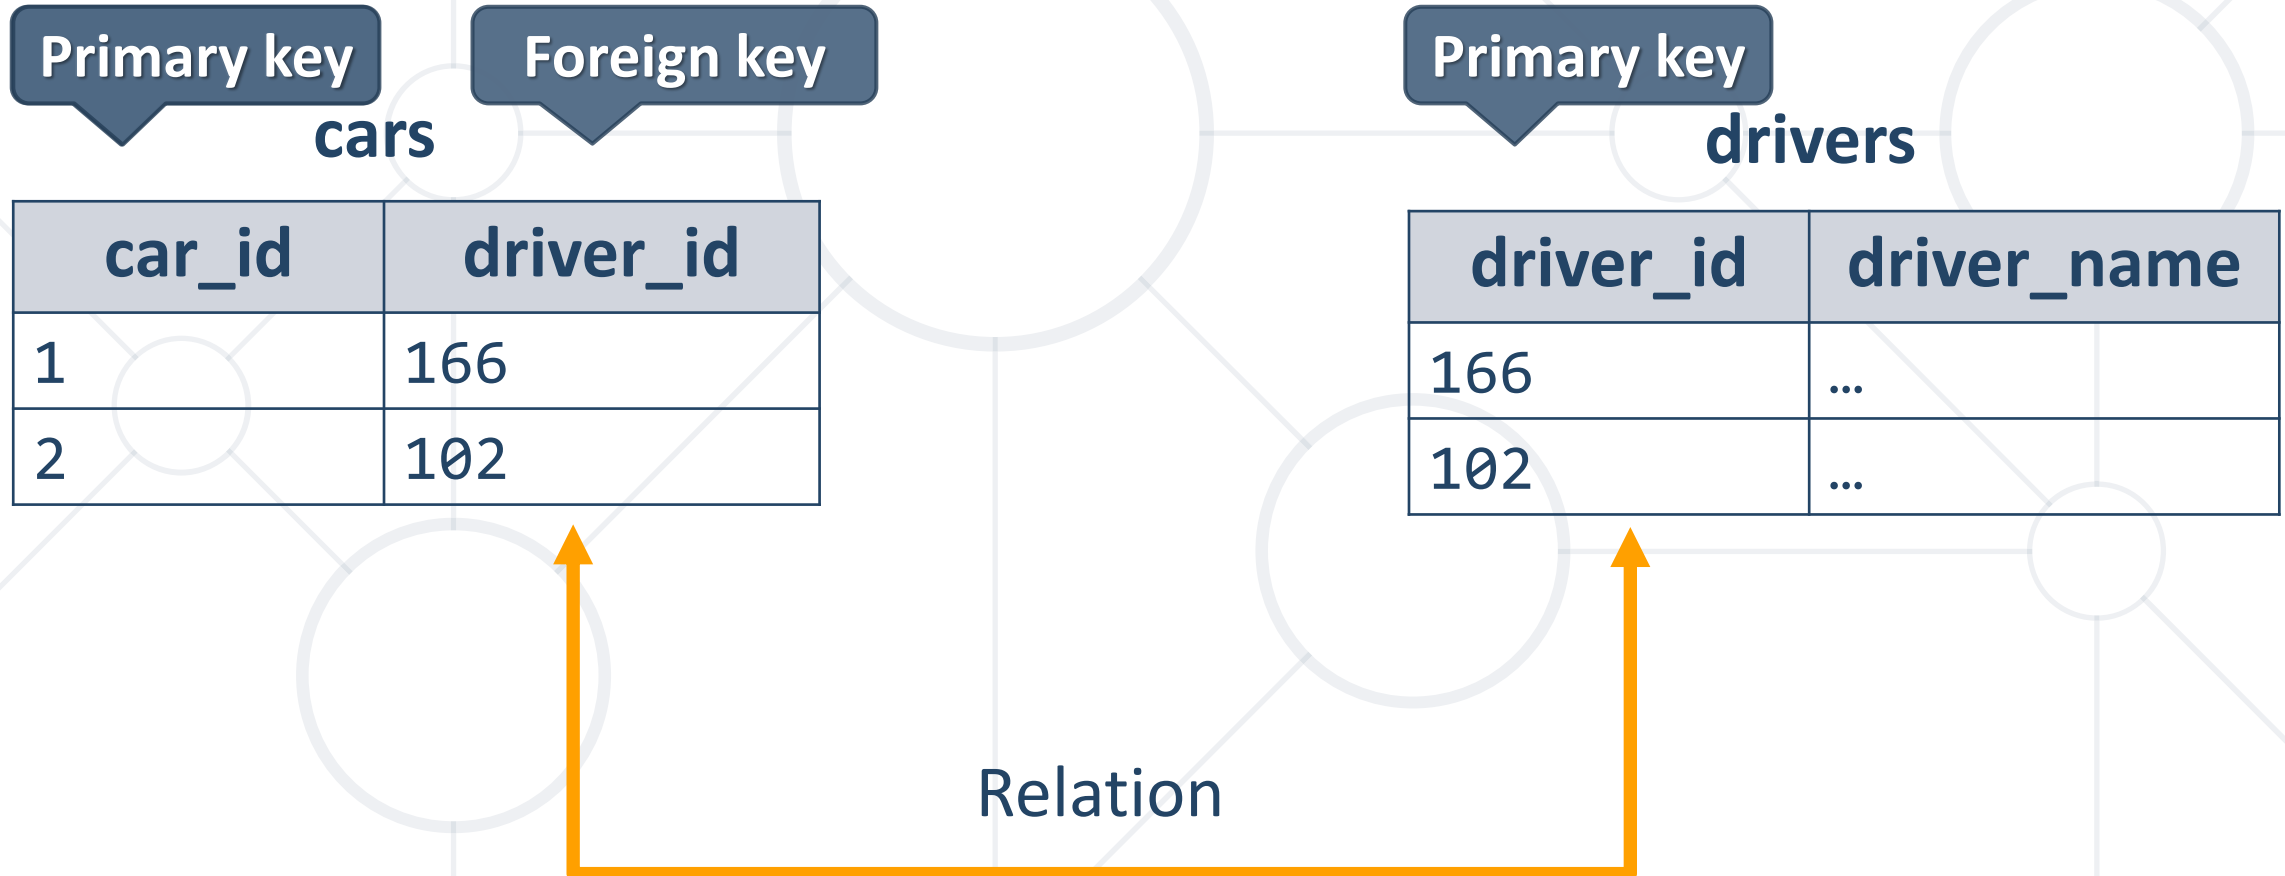 Primary key
Foreign key
Primary key
cars
drivers
car_id driver_id
1 166
2 102
driver_id driver_name
166 …
102 …
Relation